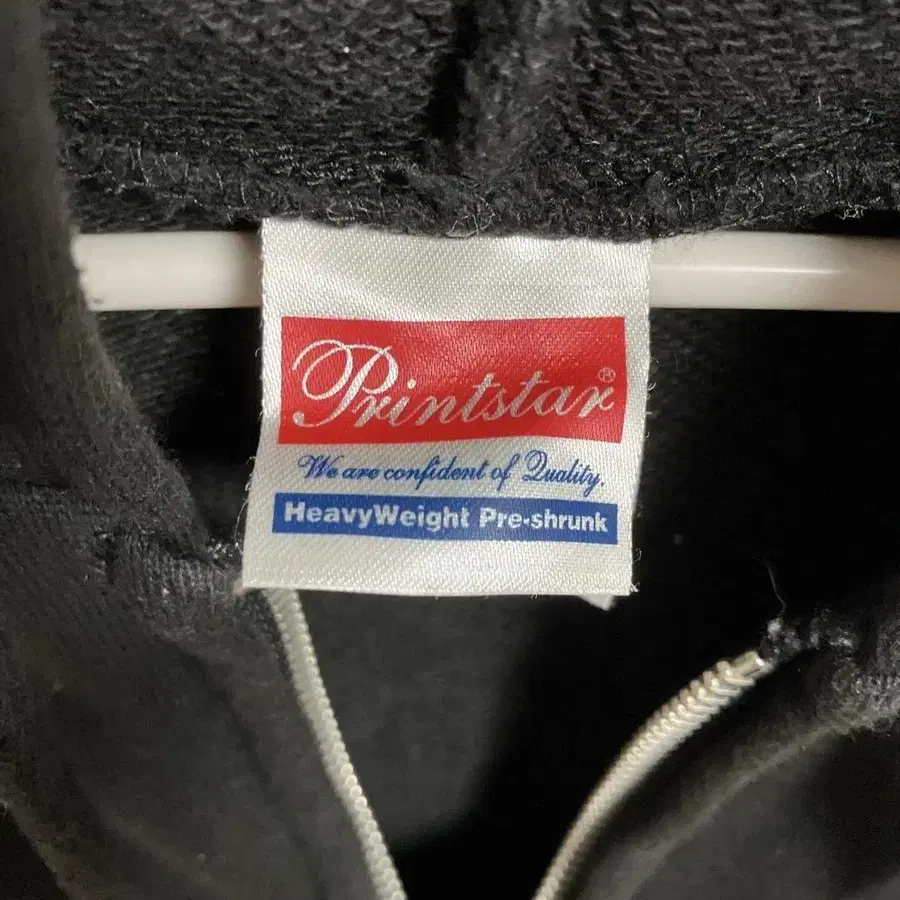 Printstar®
We are confident of Quality.
HeavyWeight Pre-shrunk